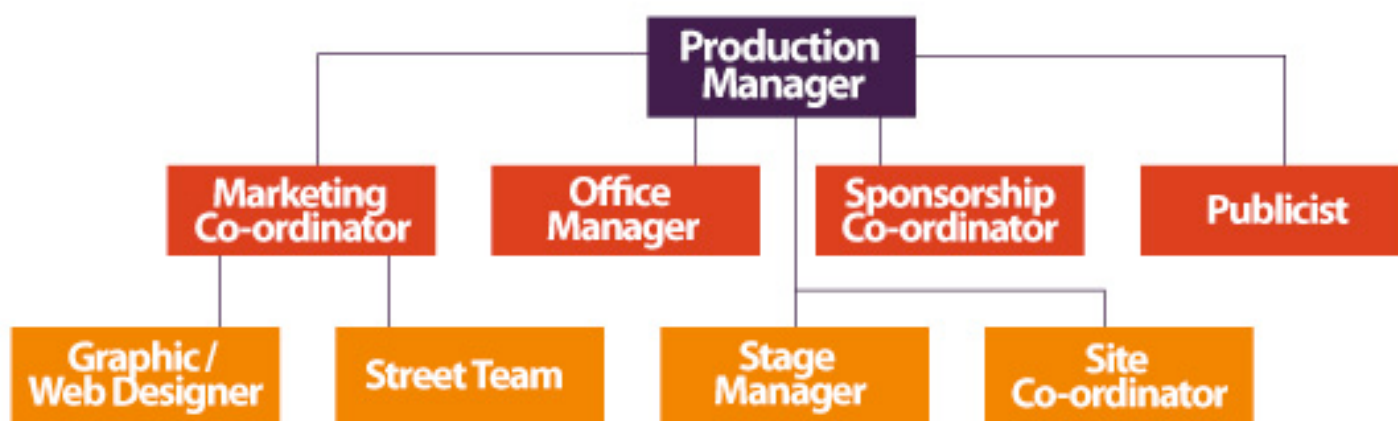 Production
Manager
Marketing
Co-ordinator
Office
Manager
Sponsorship
Co-ordinator
Publicist
Graphic /
Web Designer
Street Team
Stage
Manager
Site
Co-ordinator